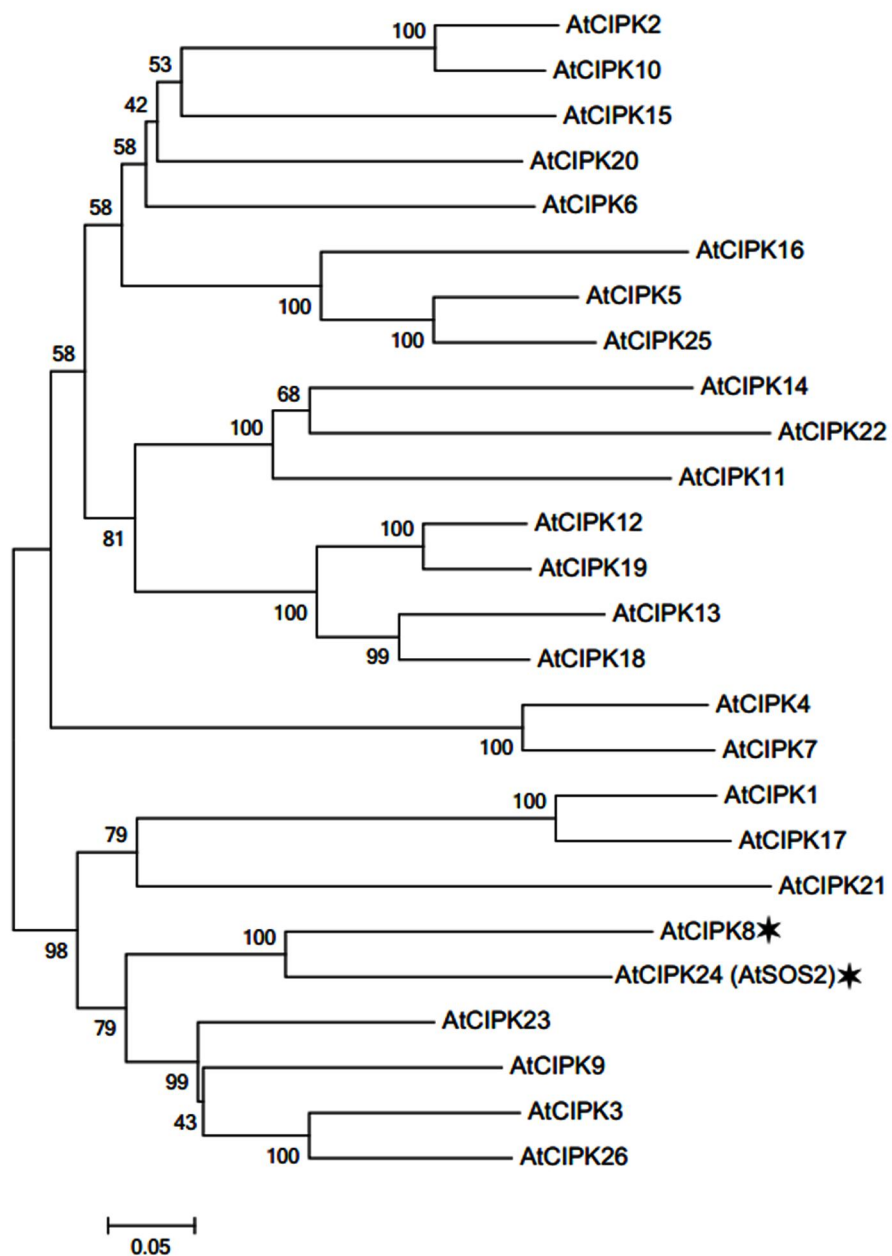 100
AtCIPK2
AtCIPK10
53
AtCIPK15
42
AtCIPK20
58
AtCIPK6
58
AtCIPK16
100
AtCIPK5
100
AtCIPK25
58
AtCIPK14
68
AtCIPK22
100
AtCIPK11
81
AtCIPK12
100
AtCIPK19
100
AtCIPK13
99
AtCIPK18
AtCIPK4
100
AtCIPK7
AtCIPK1
100
AtCIPK17
79
AtCIPK21
98
AtCIPK8★
100
AtCIPK24 (AtSOS2)★
79
AtCIPK23
99
AtCIPK9
43
AtCIPK3
100
AtCIPK26
0.05